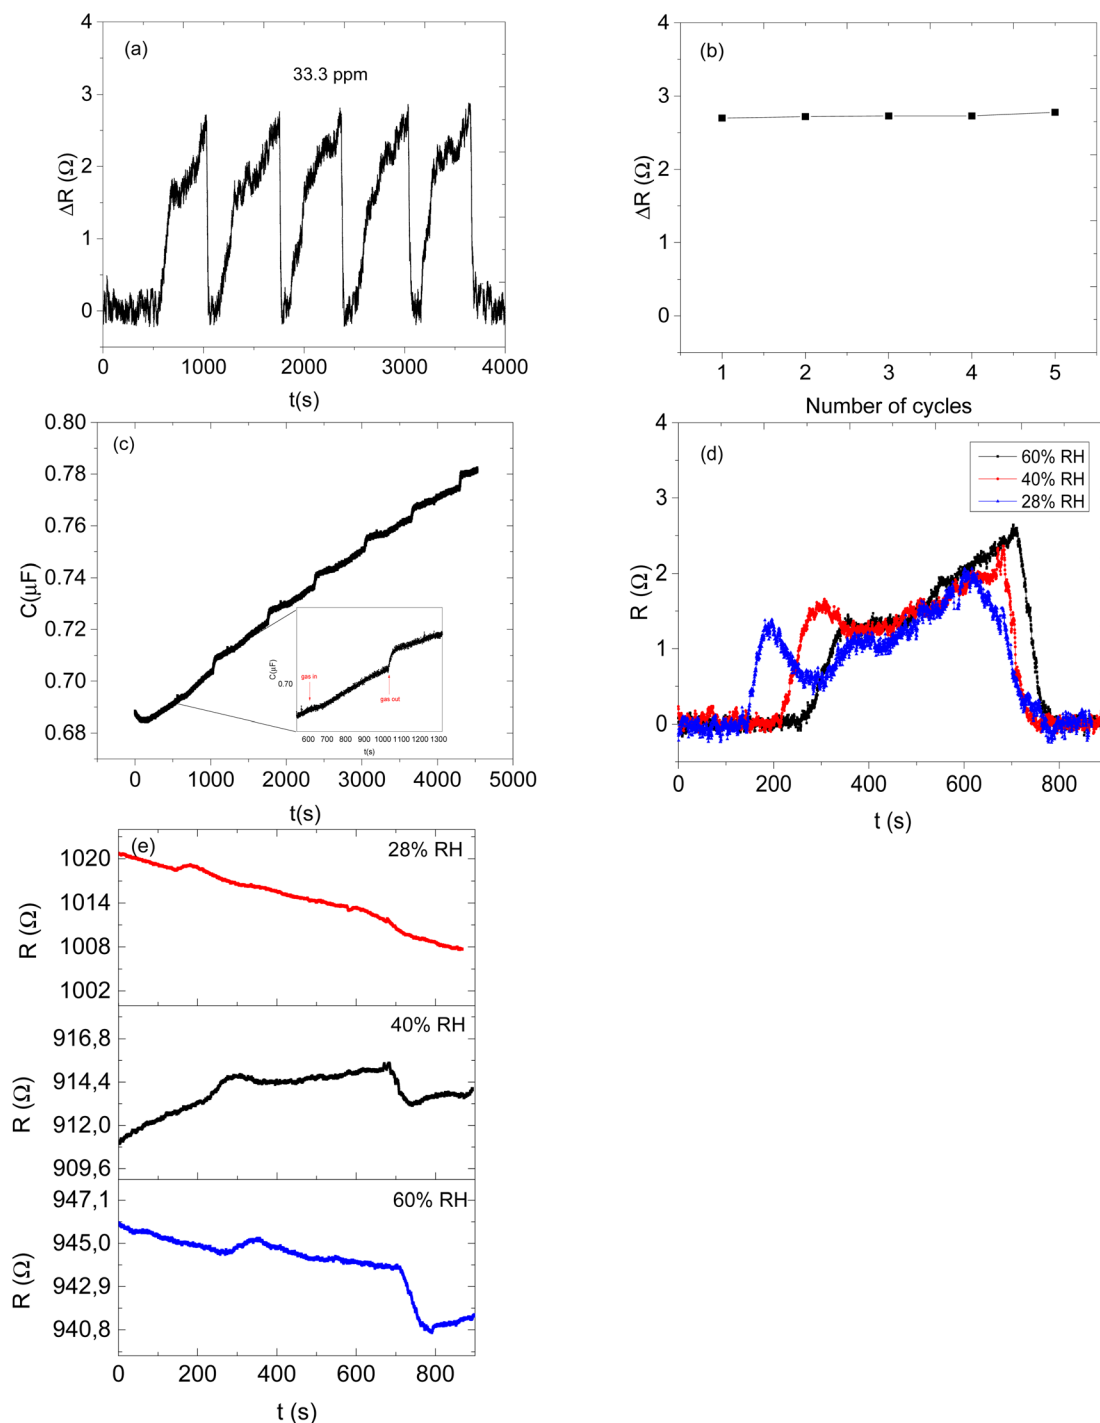 (a)
33.3 ppm
4
3
2
1
0
ΔR (Ω)
0 1000 2000 3000 4000
t(s)
(b)
4
3
2
1
0
ΔR (Ω)
1 2 3 4 5
Number of cycles
(c)
0.80
0.78
0.76
0.74
0.72
0.70
0.68
C(μF)
C(μF)
0.70
gas in
gas out
600 700 800 900 1000 1100 1200 1300
t(s)
0 1000 2000 3000 4000 5000
t(s)
(d)
60% RH
40% RH
28% RH
4
3
2
1
0
R (Ω)
0 200 400 600 800
t (s)
(e)
28% RH
1020
1014
1008
1002
R (Ω)
40% RH
916,8
914,4
912,0
909,6
R (Ω)
60% RH
947,1
945,0
942,9
940,8
R (Ω)
0 200 400 600 800
t (s)